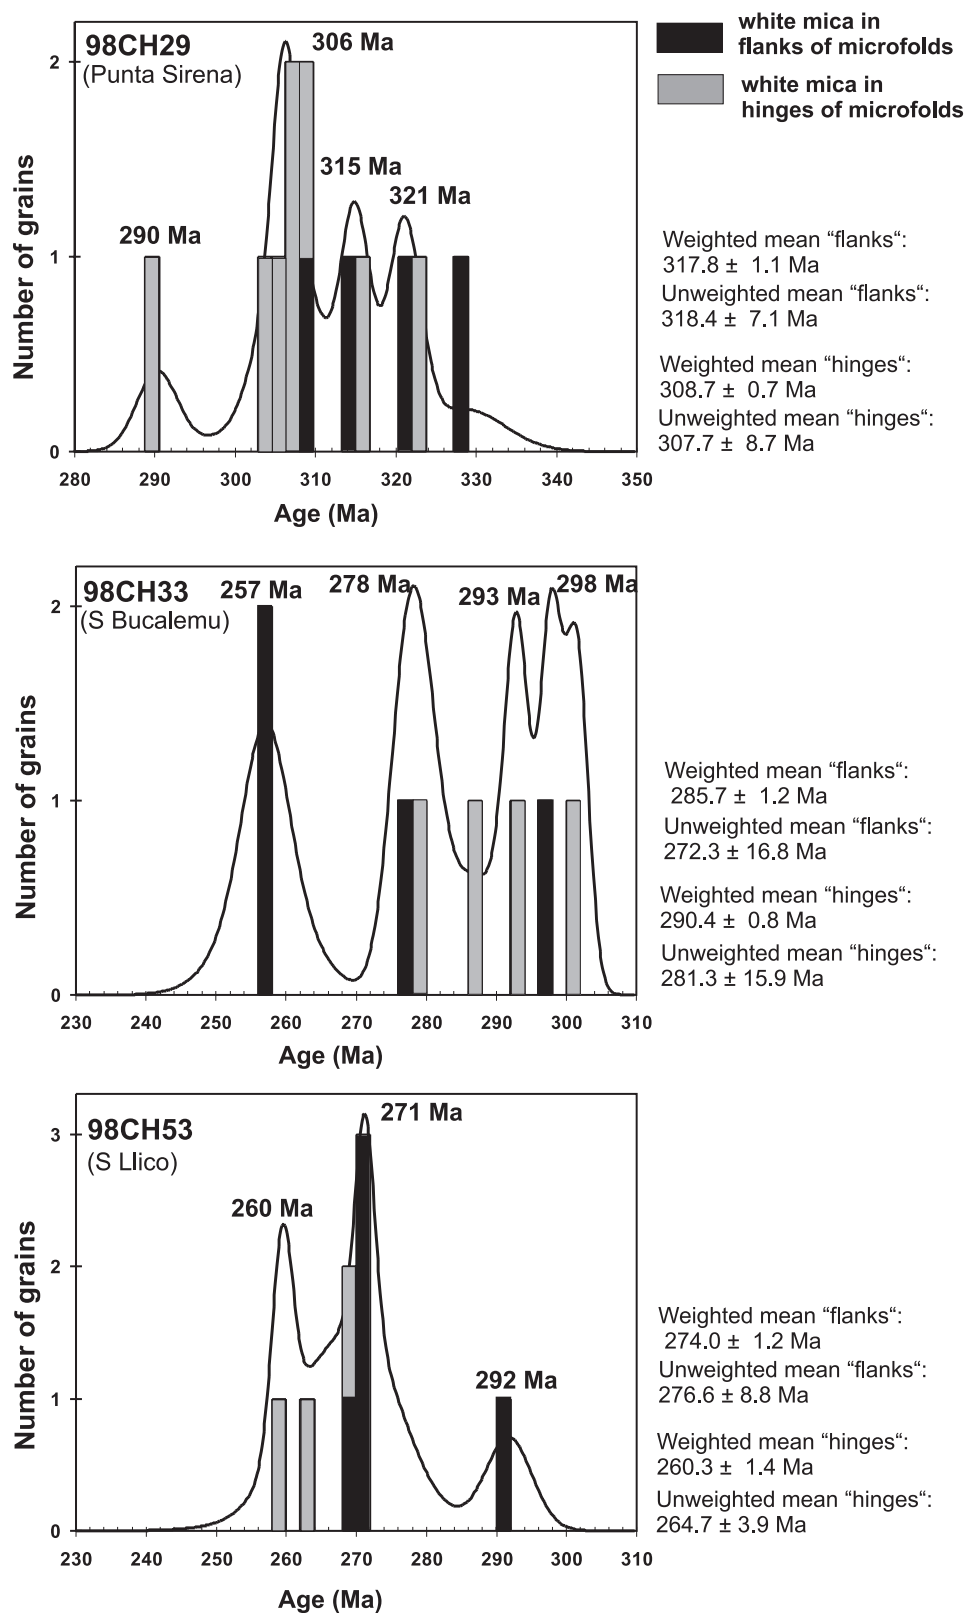 98CH29
(Punta Sirena)
306 Ma
315 Ma
321 Ma
290 Ma
2
1
0
Number of grains
280 290 300 310 320 330 340 350
Age (Ma)
white mica in
flanks of microfolds
white mica in
hinges of microfolds
Weighted mean “flanks“:
317.8 ± 1.1 Ma
Unweighted mean “flanks“:
318.4 ± 7.1 Ma
Weighted mean “hinges“:
308.7 ± 0.7 Ma
Unweighted mean “hinges“:
307.7 ± 8.7 Ma
98CH33
(S Bucalemu)
257 Ma
278 Ma
293 Ma
298 Ma
2
1
0
Number of grains
230 240 250 260 270 280 290 300 310
Age (Ma)
Weighted mean “flanks“:
285.7 ± 1.2 Ma
Unweighted mean “flanks“:
272.3 ± 16.8 Ma
Weighted mean “hinges“:
290.4 ± 0.8 Ma
Unweighted mean “hinges“:
281.3 ± 15.9 Ma
98CH53
(S Llico)
271 Ma
260 Ma
292 Ma
3
2
1
0
Number of grains
230 240 250 260 270 280 290 300 310
Age (Ma)
Weighted mean “flanks“:
274.0 ± 1.2 Ma
Unweighted mean “flanks“:
276.6 ± 8.8 Ma
Weighted mean “hinges“:
260.3 ± 1.4 Ma
Unweighted mean “hinges“:
264.7 ± 3.9 Ma